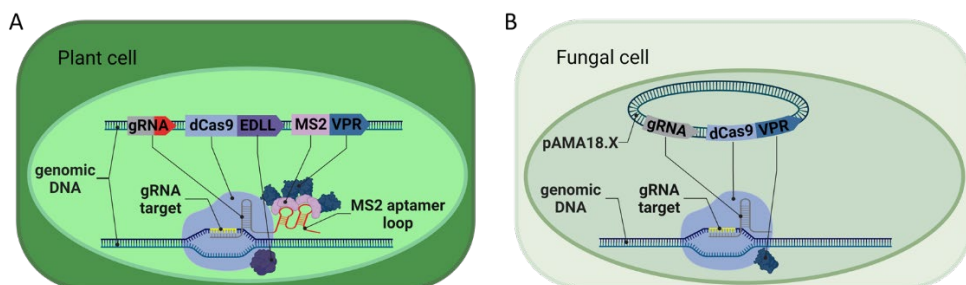 A
Plant cell
gRNA
dCas9
EDLL
MS2
VPR
genomic
DNA
gRNA
target
MS2 aptamer
loop
B
Fungal cell
gRNA
dCas9
VPR
pAMA18.X
genomic
DNA
gRNA
target